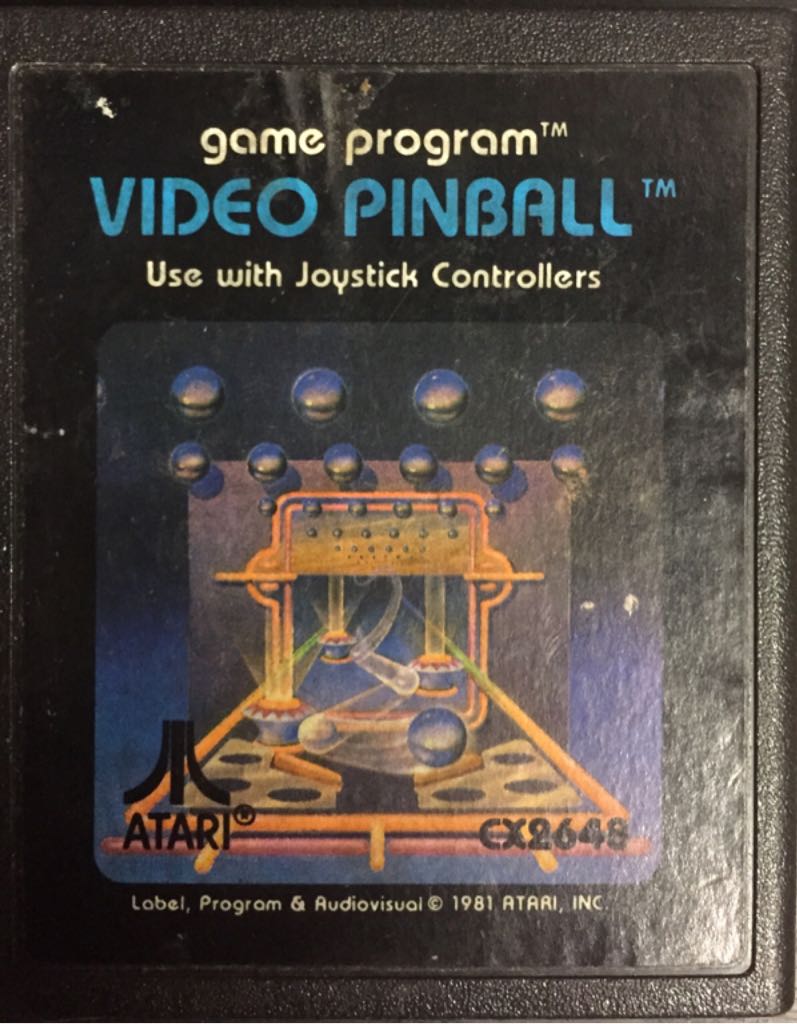 game program™
VIDEO PINBALL™
Use with Joystick Controllers
ATARI®
CX2648
Label, Program & Audiovisual © 1981 ATARI, INC.